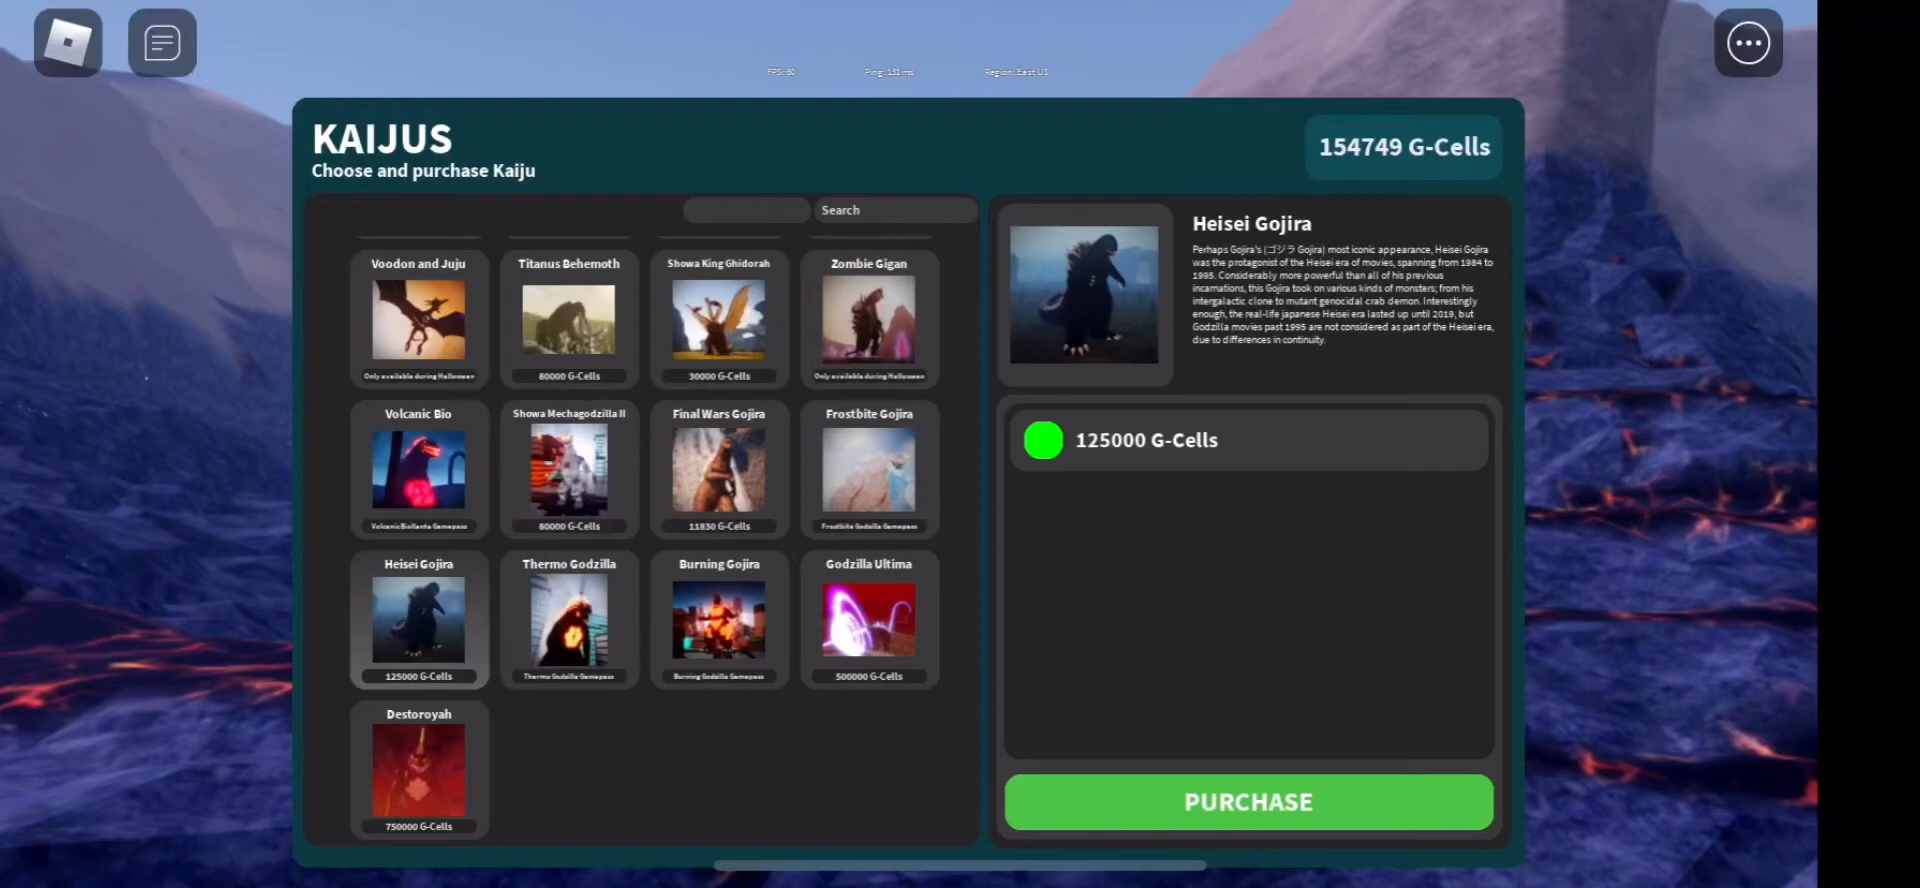 FPS: 60
Ping: 131 ms
Region: East US
KAIJUS
Choose and purchase Kaiju
154749 G-Cells
Search
Voodon and Juju
Only available during Halloween
Titanus Behemoth
80000 G-Cells
Showa King Ghidorah
30000 G-Cells
Zombie Gigan
Only available during Halloween
Volcanic Bio
Volcanic Biollante Gamepass
Showa Mechagodzilla II
80000 G-Cells
Final Wars Gojira
11830 G-Cells
Frostbite Gojira
Frostbite Godzilla Gamepass
Heisei Gojira
125000 G-Cells
Thermo Godzilla
Thermo Godzilla Gamepass
Burning Gojira
Burning Godzilla Gamepass
Godzilla Ultima
500000 G-Cells
Destoroyah
750000 G-Cells
Heisei Gojira
Perhaps Gojira's (ゴジラ Gojira) most iconic appearance, Heisei Gojira
was the protagonist of the Heisei era of movies, spanning from 1984 to
1995. Considerably more powerful than all of his previous
incarnations, this Gojira took on various kinds of monsters; from his
intergalactic clone to mutant genocidal crab demon. Interestingly
enough, the real-life japanese Heisei era lasted up until 2019, but
Godzilla movies past 1995 are not considered as part of the Heisei era,
due to differences in continuity.
125000 G-Cells
PURCHASE